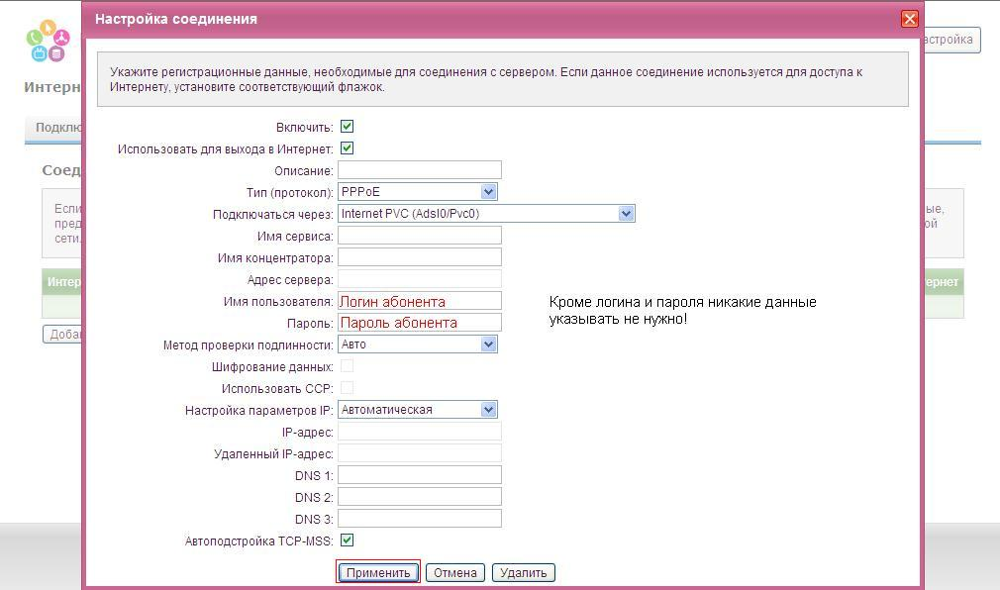 Настройка соединения
астройка
Укажите регистрационные данные, необходимые для соединения с сервером. Если данное соединение используется для доступа к
Интернету, установите соответствующий флажок.
Интерн
Подклю
Соед
Если
пред
сети.
ые,
ой
Интер
ернет
Доба
Включить:
Использовать для выхода в Интернет:
Описание:
Тип (протокол): PPPoE
Подключаться через: Internet PVC (Adsl0/Pvc0)
Имя сервиса:
Имя концентратора:
Адрес сервера:
Имя пользователя: Логин абонента
Пароль: Пароль абонента
Кроме логина и пароля никакие данные
указывать не нужно!
Метод проверки подлинности: Авто
Шифрование данных:
Использовать CCP:
Настройка параметров IP: Автоматическая
IP-адрес:
Удаленный IP-адрес:
DNS 1:
DNS 2:
DNS 3:
Автоподстройка TCP-MSS:
Применить Отмена Удалить